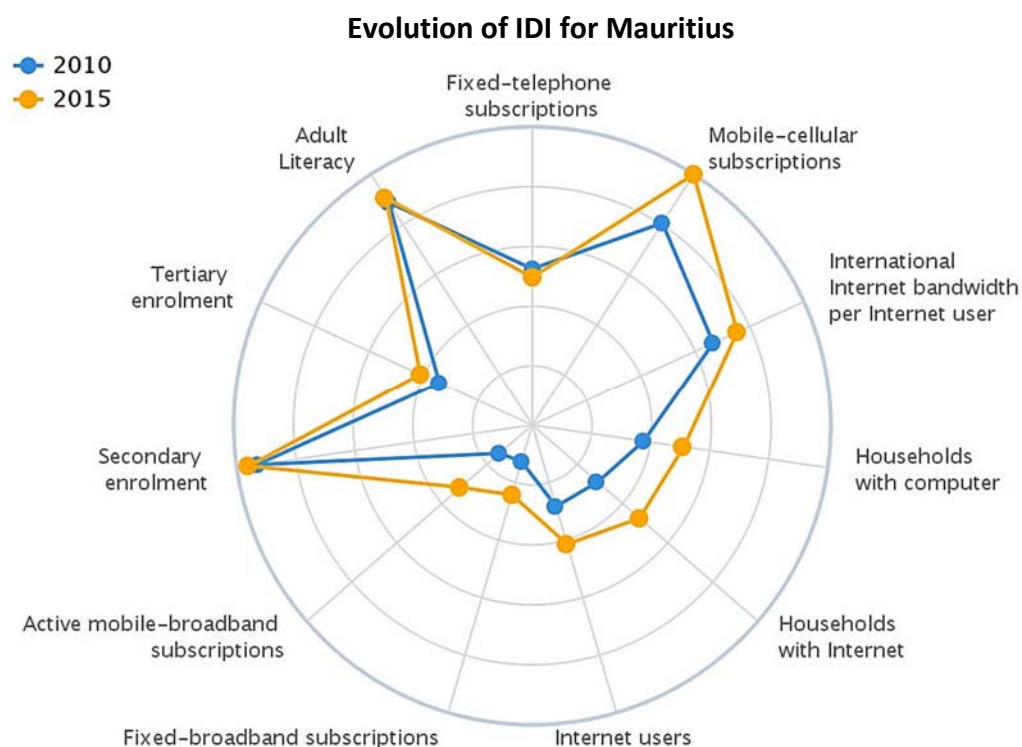 Evolution of IDI for Mauritius
2010
2015
Fixed-telephone
subscriptions
Mobile-cellular
subscriptions
International
Internet bandwidth
per Internet user
Households
with computer
Households
with Internet
Internet users
Fixed-broadband subscriptions
Active mobile-broadband
subscriptions
Secondary
enrolment
Tertiary
enrolment
Adult
Literacy